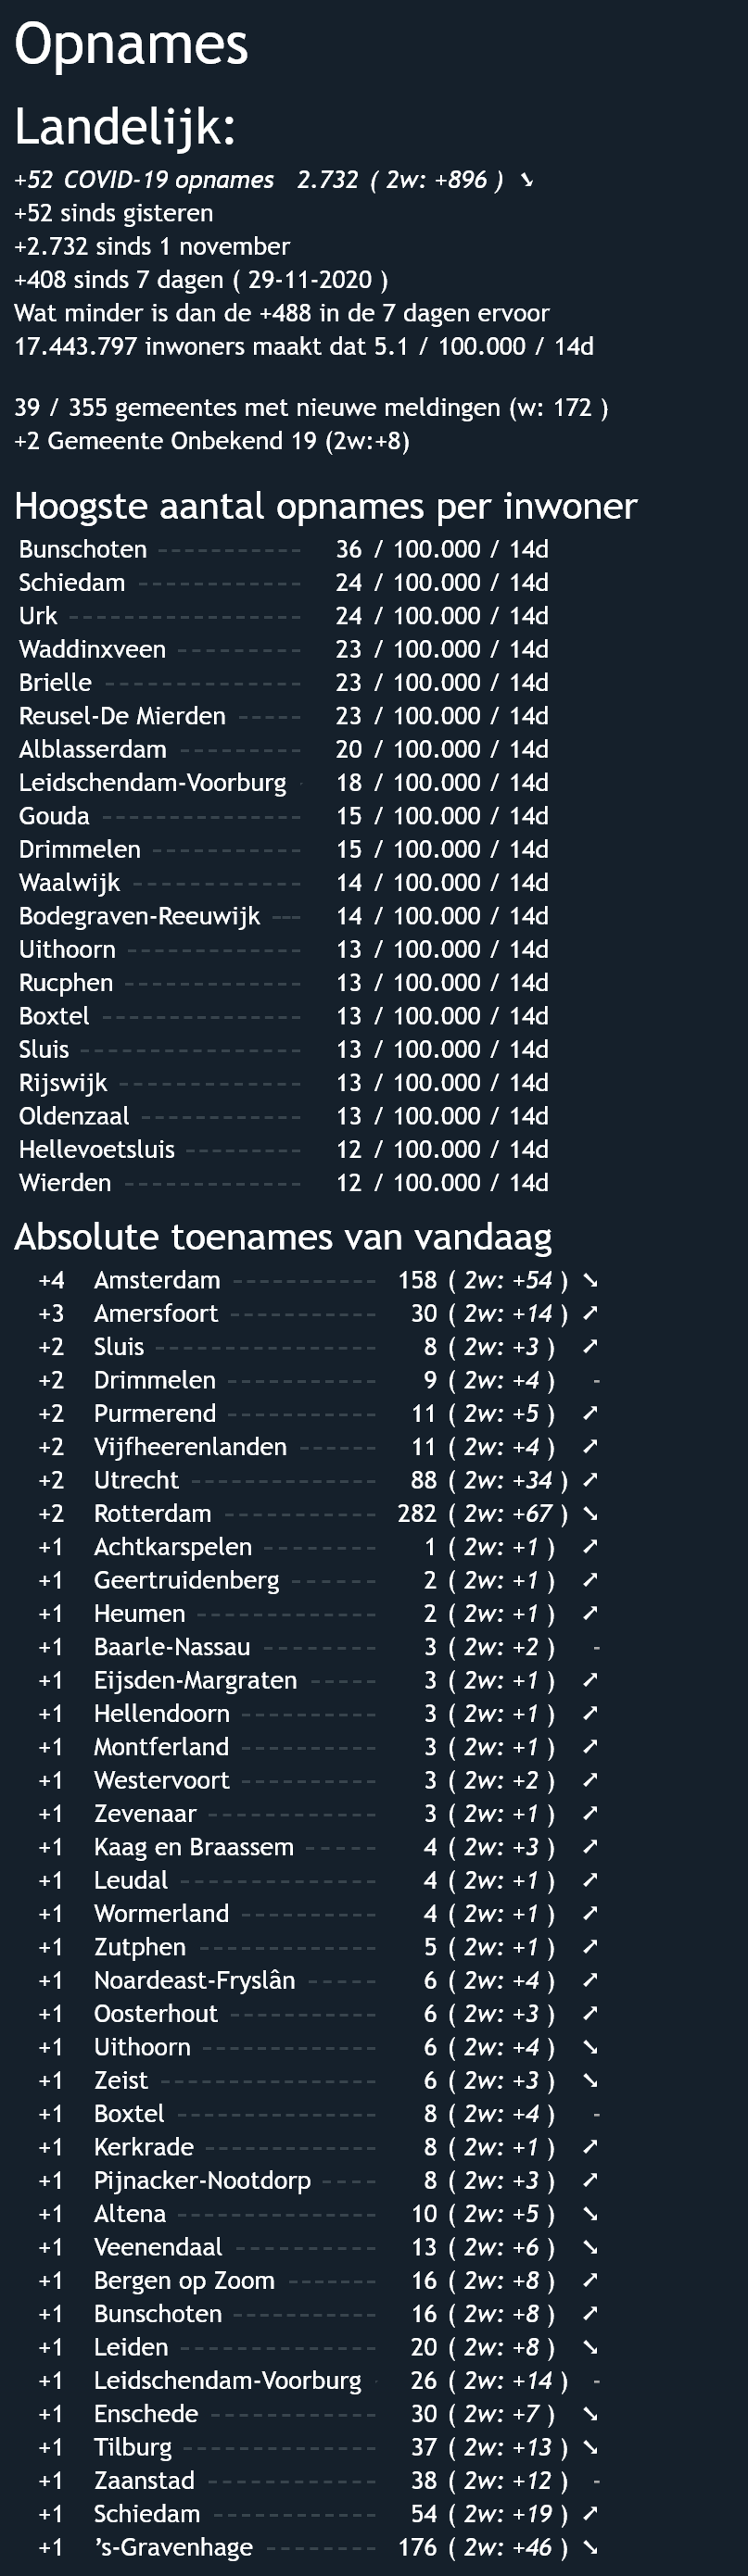 Opnames
Landelijk:
+52 COVID-19 opnames 2.732 ( 2w: +896 ) ➘
+52 sinds gisteren
+2.732 sinds 1 november
+408 sinds 7 dagen ( 29-11-2020 )
Wat minder is dan de +488 in de 7 dagen ervoor
17.443.797 inwoners maakt dat 5.1 / 100.000 / 14d
39 / 355 gemeentes met nieuwe meldingen (w: 172 )
+2 Gemeente Onbekend 19 (2w:+8)
Hoogste aantal opnames per inwoner
Bunschoten ----------- 36 / 100.000 / 14d
Schiedam ------------- 24 / 100.000 / 14d
Urk ------------------ 24 / 100.000 / 14d
Waddinxveen ---------- 23 / 100.000 / 14d
Brielle --------------- 23 / 100.000 / 14d
Reusel-De Mierden ----- 23 / 100.000 / 14d
Alblasserdam ---------- 20 / 100.000 / 14d
Leidschendam-Voorburg - 18 / 100.000 / 14d
Gouda ---------------- 15 / 100.000 / 14d
Drimmelen ------------ 15 / 100.000 / 14d
Waalwijk ------------- 14 / 100.000 / 14d
Bodegraven-Reeuwijk --- 14 / 100.000 / 14d
Uithoorn -------------- 13 / 100.000 / 14d
Rucphen -------------- 13 / 100.000 / 14d
Boxtel ---------------- 13 / 100.000 / 14d
Sluis ----------------- 13 / 100.000 / 14d
Rijswijk -------------- 13 / 100.000 / 14d
Oldenzaal ------------ 13 / 100.000 / 14d
Hellevoetsluis --------- 12 / 100.000 / 14d
Wierden -------------- 12 / 100.000 / 14d
Absolute toenames van vandaag
+4 Amsterdam ----------- 158 ( 2w: +54 ) ➘
+3 Amersfoort ----------- 30 ( 2w: +14 ) ➚
+2 Sluis ----------------- 8 ( 2w: +3 ) ➚
+2 Drimmelen ----------- 9 ( 2w: +4 ) -
+2 Purmerend ----------- 11 ( 2w: +5 ) ➚
+2 Vijfheerenlanden ------ 11 ( 2w: +4 ) ➚
+2 Utrecht -------------- 88 ( 2w: +34 ) ➚
+2 Rotterdam ----------- 282 ( 2w: +67 ) ➘
+1 Achtkarspelen -------- 1 ( 2w: +1 ) ➚
+1 Geertruidenberg ------ 2 ( 2w: +1 ) ➚
+1 Heumen ------------- 2 ( 2w: +1 ) ➚
+1 Baarle-Nassau -------- 3 ( 2w: +2 ) -
+1 Eijsden-Margraten ----- 3 ( 2w: +1 ) ➚
+1 Hellendoorn ---------- 3 ( 2w: +1 ) ➚
+1 Montferland ---------- 3 ( 2w: +1 ) ➚
+1 Westervoort ---------- 3 ( 2w: +2 ) ➚
+1 Zevenaar ------------ 3 ( 2w: +1 ) ➚
+1 Kaag en Braassem ----- 4 ( 2w: +3 ) ➚
+1 Leudal --------------- 4 ( 2w: +1 ) ➚
+1 Wormerland ---------- 4 ( 2w: +1 ) ➚
+1 Zutphen ------------- 5 ( 2w: +1 ) ➚
+1 Noardeast-Fryslân ----- 6 ( 2w: +4 ) ➚
+1 Oosterhout ----------- 6 ( 2w: +3 ) ➚
+1 Uithoorn ------------- 6 ( 2w: +4 ) ➘
+1 Zeist ---------------- 6 ( 2w: +3 ) ➘
+1 Boxtel --------------- 8 ( 2w: +4 ) -
+1 Kerkrade ------------ 8 ( 2w: +1 ) ➚
+1 Pijnacker-Nootdorp ---- 8 ( 2w: +3 ) ➚
+1 Altena --------------- 10 ( 2w: +5 ) ➘
+1 Veenendaal ---------- 13 ( 2w: +6 ) ➘
+1 Bergen op Zoom ------- 16 ( 2w: +8 ) ➚
+1 Bunschoten ----------- 16 ( 2w: +8 ) ➚
+1 Leiden --------------- 20 ( 2w: +8 ) ➘
+1 Leidschendam-Voorburg - 26 ( 2w: +14 ) -
+1 Enschede ------------ 30 ( 2w: +7 ) ➘
+1 Tilburg -------------- 37 ( 2w: +13 ) ➘
+1 Zaanstad ------------ 38 ( 2w: +12 ) -
+1 Schiedam ------------ 54 ( 2w: +19 ) ➚
+1 's-Gravenhage -------- 176 ( 2w: +46 ) ➘